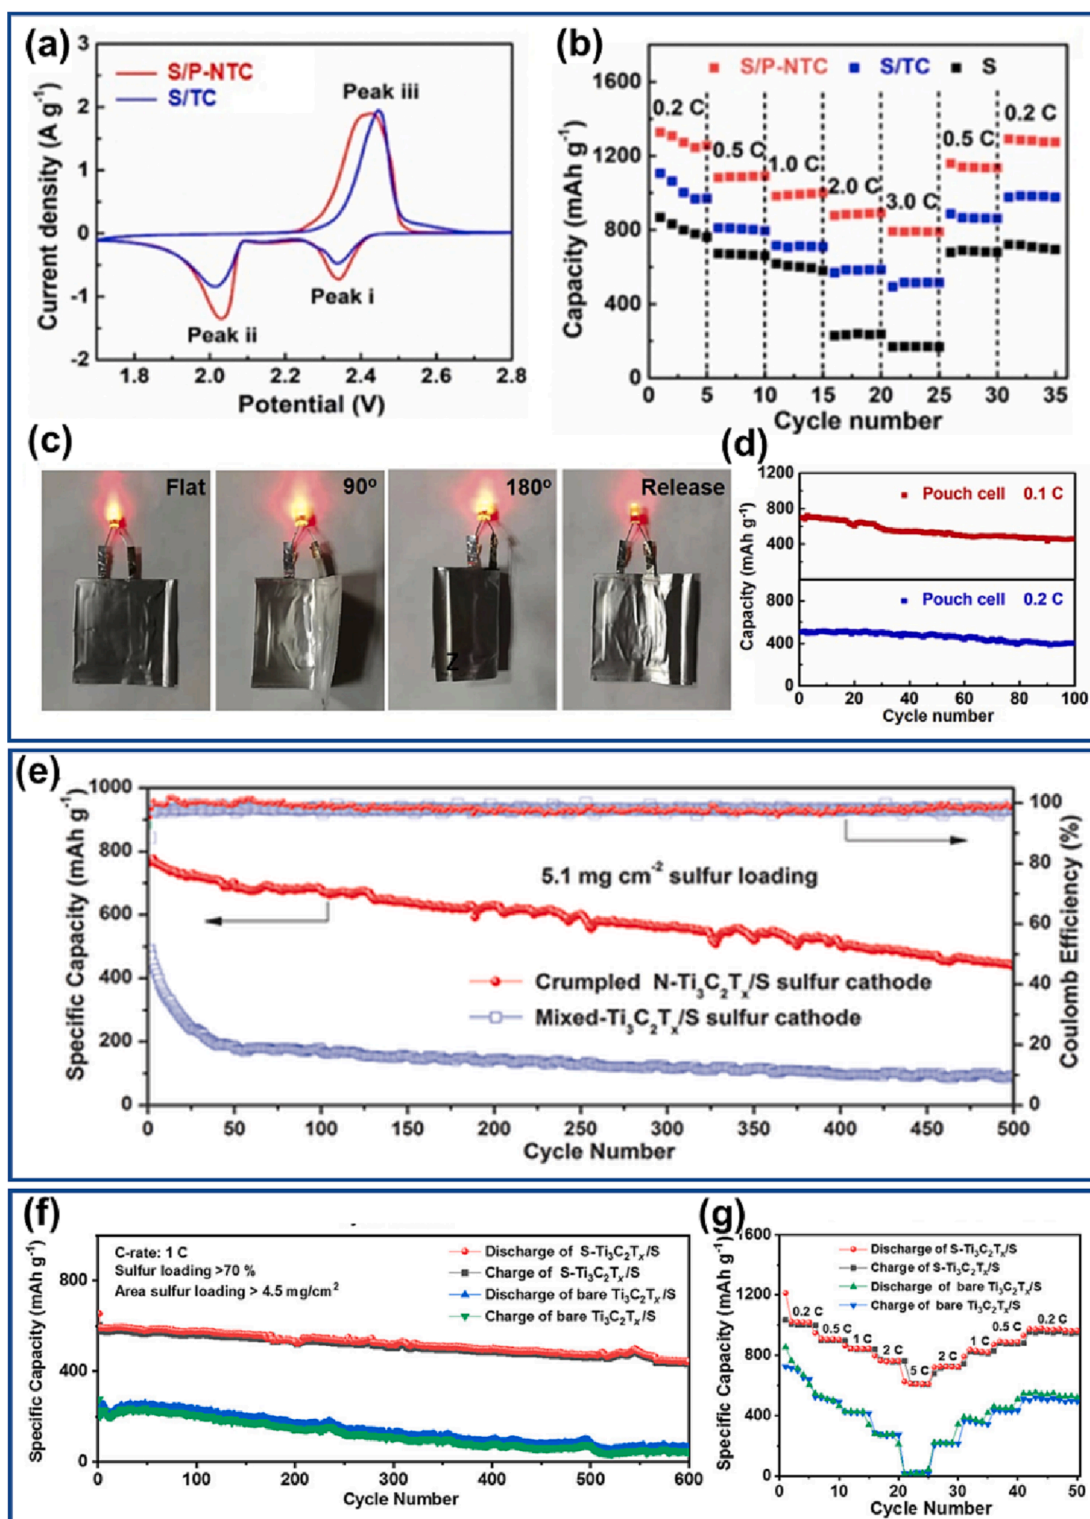 (a)
3
2
1
0
-1
-2
Current density (A g⁻¹)
S/P-NTC
S/TC
Peak iii
Peak i
Peak ii
1.8 2.0 2.2 2.4 2.6 2.8
Potential (V)
(b)
1600
1200
800
400
0
Capacity (mAh g⁻¹)
S/P-NTC S/TC S
0.2 C
0.5 C
1.0 C
2.0 C
3.0 C
0.5 C
0.2 C
0 5 10 15 20 25 30 35
Cycle number
(c)
Flat
90°
180°
Release
Z
(d)
1200
800
400
Pouch cell 0.1 C
800
400
0
Pouch cell 0.2 C
Capacity (mAh g⁻¹)
0 20 40 60 80 100
Cycle number
(e)
1000
800
600
400
200
0
Specific Capacity (mAh g⁻¹)
5.1 mg cm⁻² sulfur loading
Crumpled N-Ti₃C₂Tₓ/S sulfur cathode
Mixed-Ti₃C₂Tₓ/S sulfur cathode
100
80
60
40
20
0
Coulomb Efficiency (%)
0 50 100 150 200 250 300 350 400 450 500
Cycle Number
(f)
800
400
0
Specific Capacity (mAh g⁻¹)
C-rate: 1 C
Sulfur loading >70 %
Area sulfur loading > 4.5 mg/cm²
Discharge of S-Ti₃C₂Tₓ/S
Charge of S-Ti₃C₂Tₓ/S
Discharge of bare Ti₃C₂Tₓ/S
Charge of bare Ti₃C₂Tₓ/S
0 200 400 600
Cycle Number
(g)
1600
1200
800
400
0
Specific Capacity (mAh g⁻¹)
Discharge of S-Ti₃C₂Tₓ/S
Charge of S-Ti₃C₂Tₓ/S
Discharge of bare Ti₃C₂Tₓ/S
Charge of bare Ti₃C₂Tₓ/S
0.2 C
0.5 C
1 C
2 C
5 C
2 C
1 C
0.5 C
0.2 C
0 10 20 30 40 50
Cycle Number